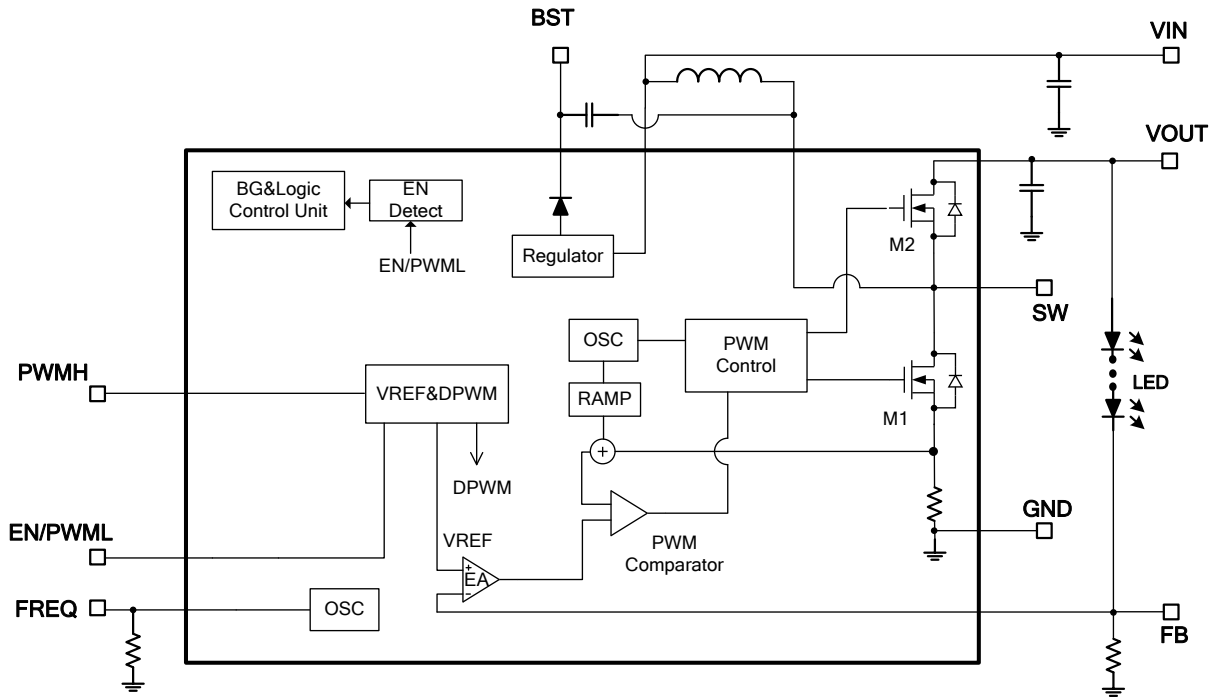 BST
VIN
VOUT
BG&Logic
Control Unit
EN
Detect
EN/PWML
Regulator
M2
SW
OSC
PWM
Control
PWMH
VREF&DPWM
RAMP
LED
M1
+
DPWM
GND
EN/PWML
VREF
PWM
Comparator
+
EA
−
FREQ
OSC
FB